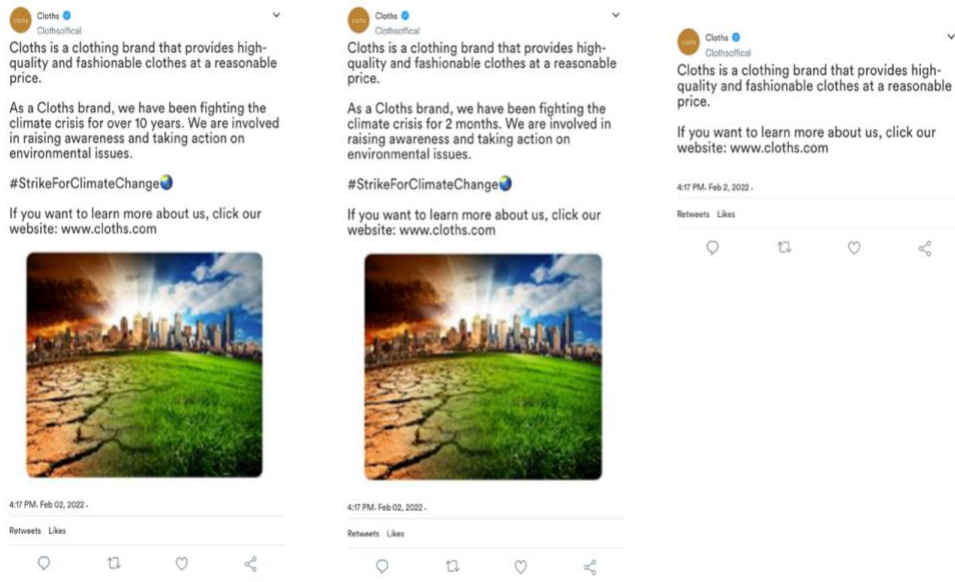 Cloths
Clothsoffical
Cloths is a clothing brand that provides high-
quality and fashionable clothes at a reasonable
price.
As a Cloths brand, we have been fighting the
climate crisis for over 10 years. We are involved
in raising awareness and taking action on
environmental issues.
#StrikeForClimateChange🌏
If you want to learn more about us, click our
website: www.cloths.com
4:17 PM. Feb 02, 2022 .
Retweets Likes
Cloths
Clothsoffical
Cloths is a clothing brand that provides high-
quality and fashionable clothes at a reasonable
price.
As a Cloths brand, we have been fighting the
climate crisis for 2 months. We are involved in
raising awareness and taking action on
environmental issues.
#StrikeForClimateChange🌏
If you want to learn more about us, click our
website: www.cloths.com
4:17 PM. Feb 02, 2022 .
Retweets Likes
Cloths
Clothsoffical
Cloths is a clothing brand that provides high-
quality and fashionable clothes at a reasonable
price.
If you want to learn more about us, click our
website: www.cloths.com
4:17 PM. Feb 2, 2022 .
Retweets Likes